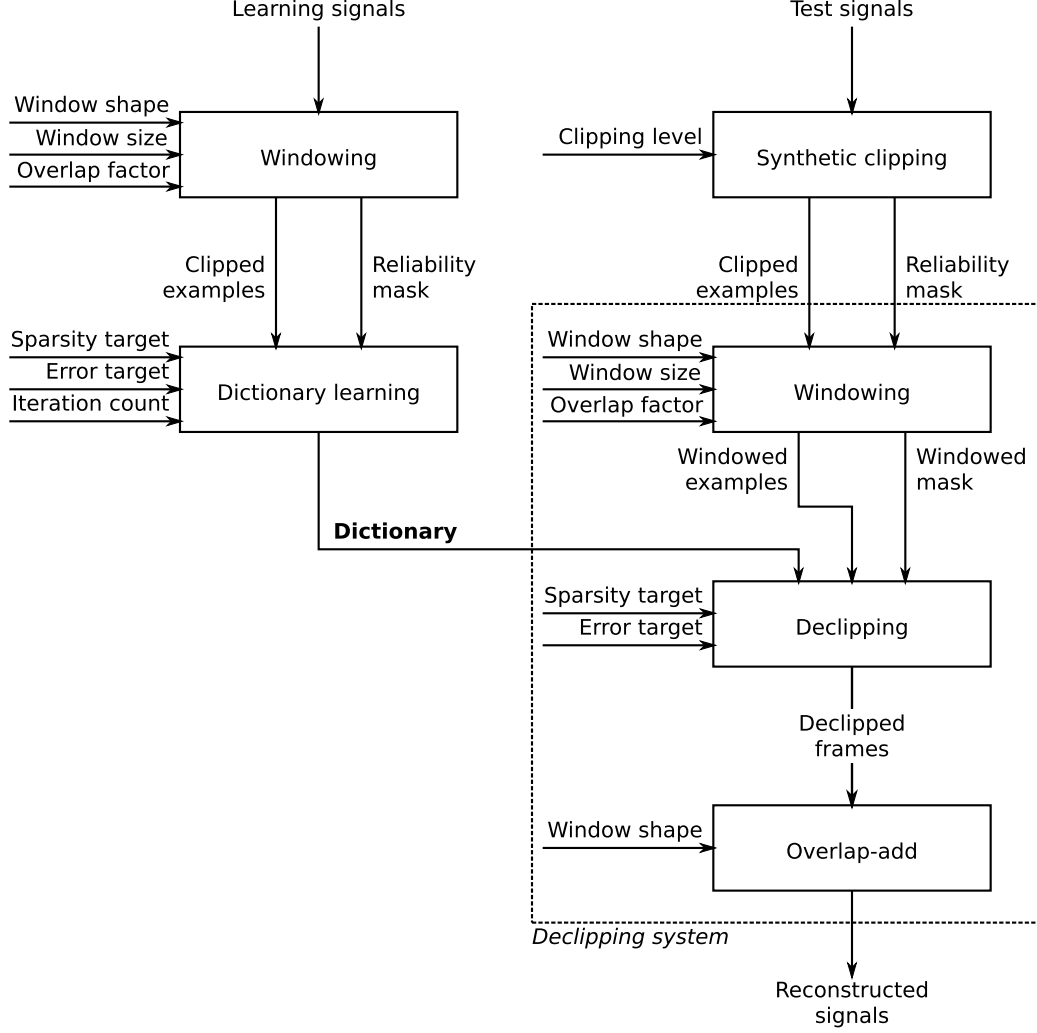 Learning signals
Test signals
Window shape
Window size
Overlap factor
Windowing
Clipping level
Synthetic clipping
Clipped
examples
Reliability
mask
Clipped
examples
Reliability
mask
Sparsity target
Error target
Iteration count
Dictionary learning
Window shape
Window size
Overlap factor
Windowing
Windowed
examples
Windowed
mask
Dictionary
Sparsity target
Error target
Declipping
Declipped
frames
Window shape
Overlap-add
Declipping system
Reconstructed
signals